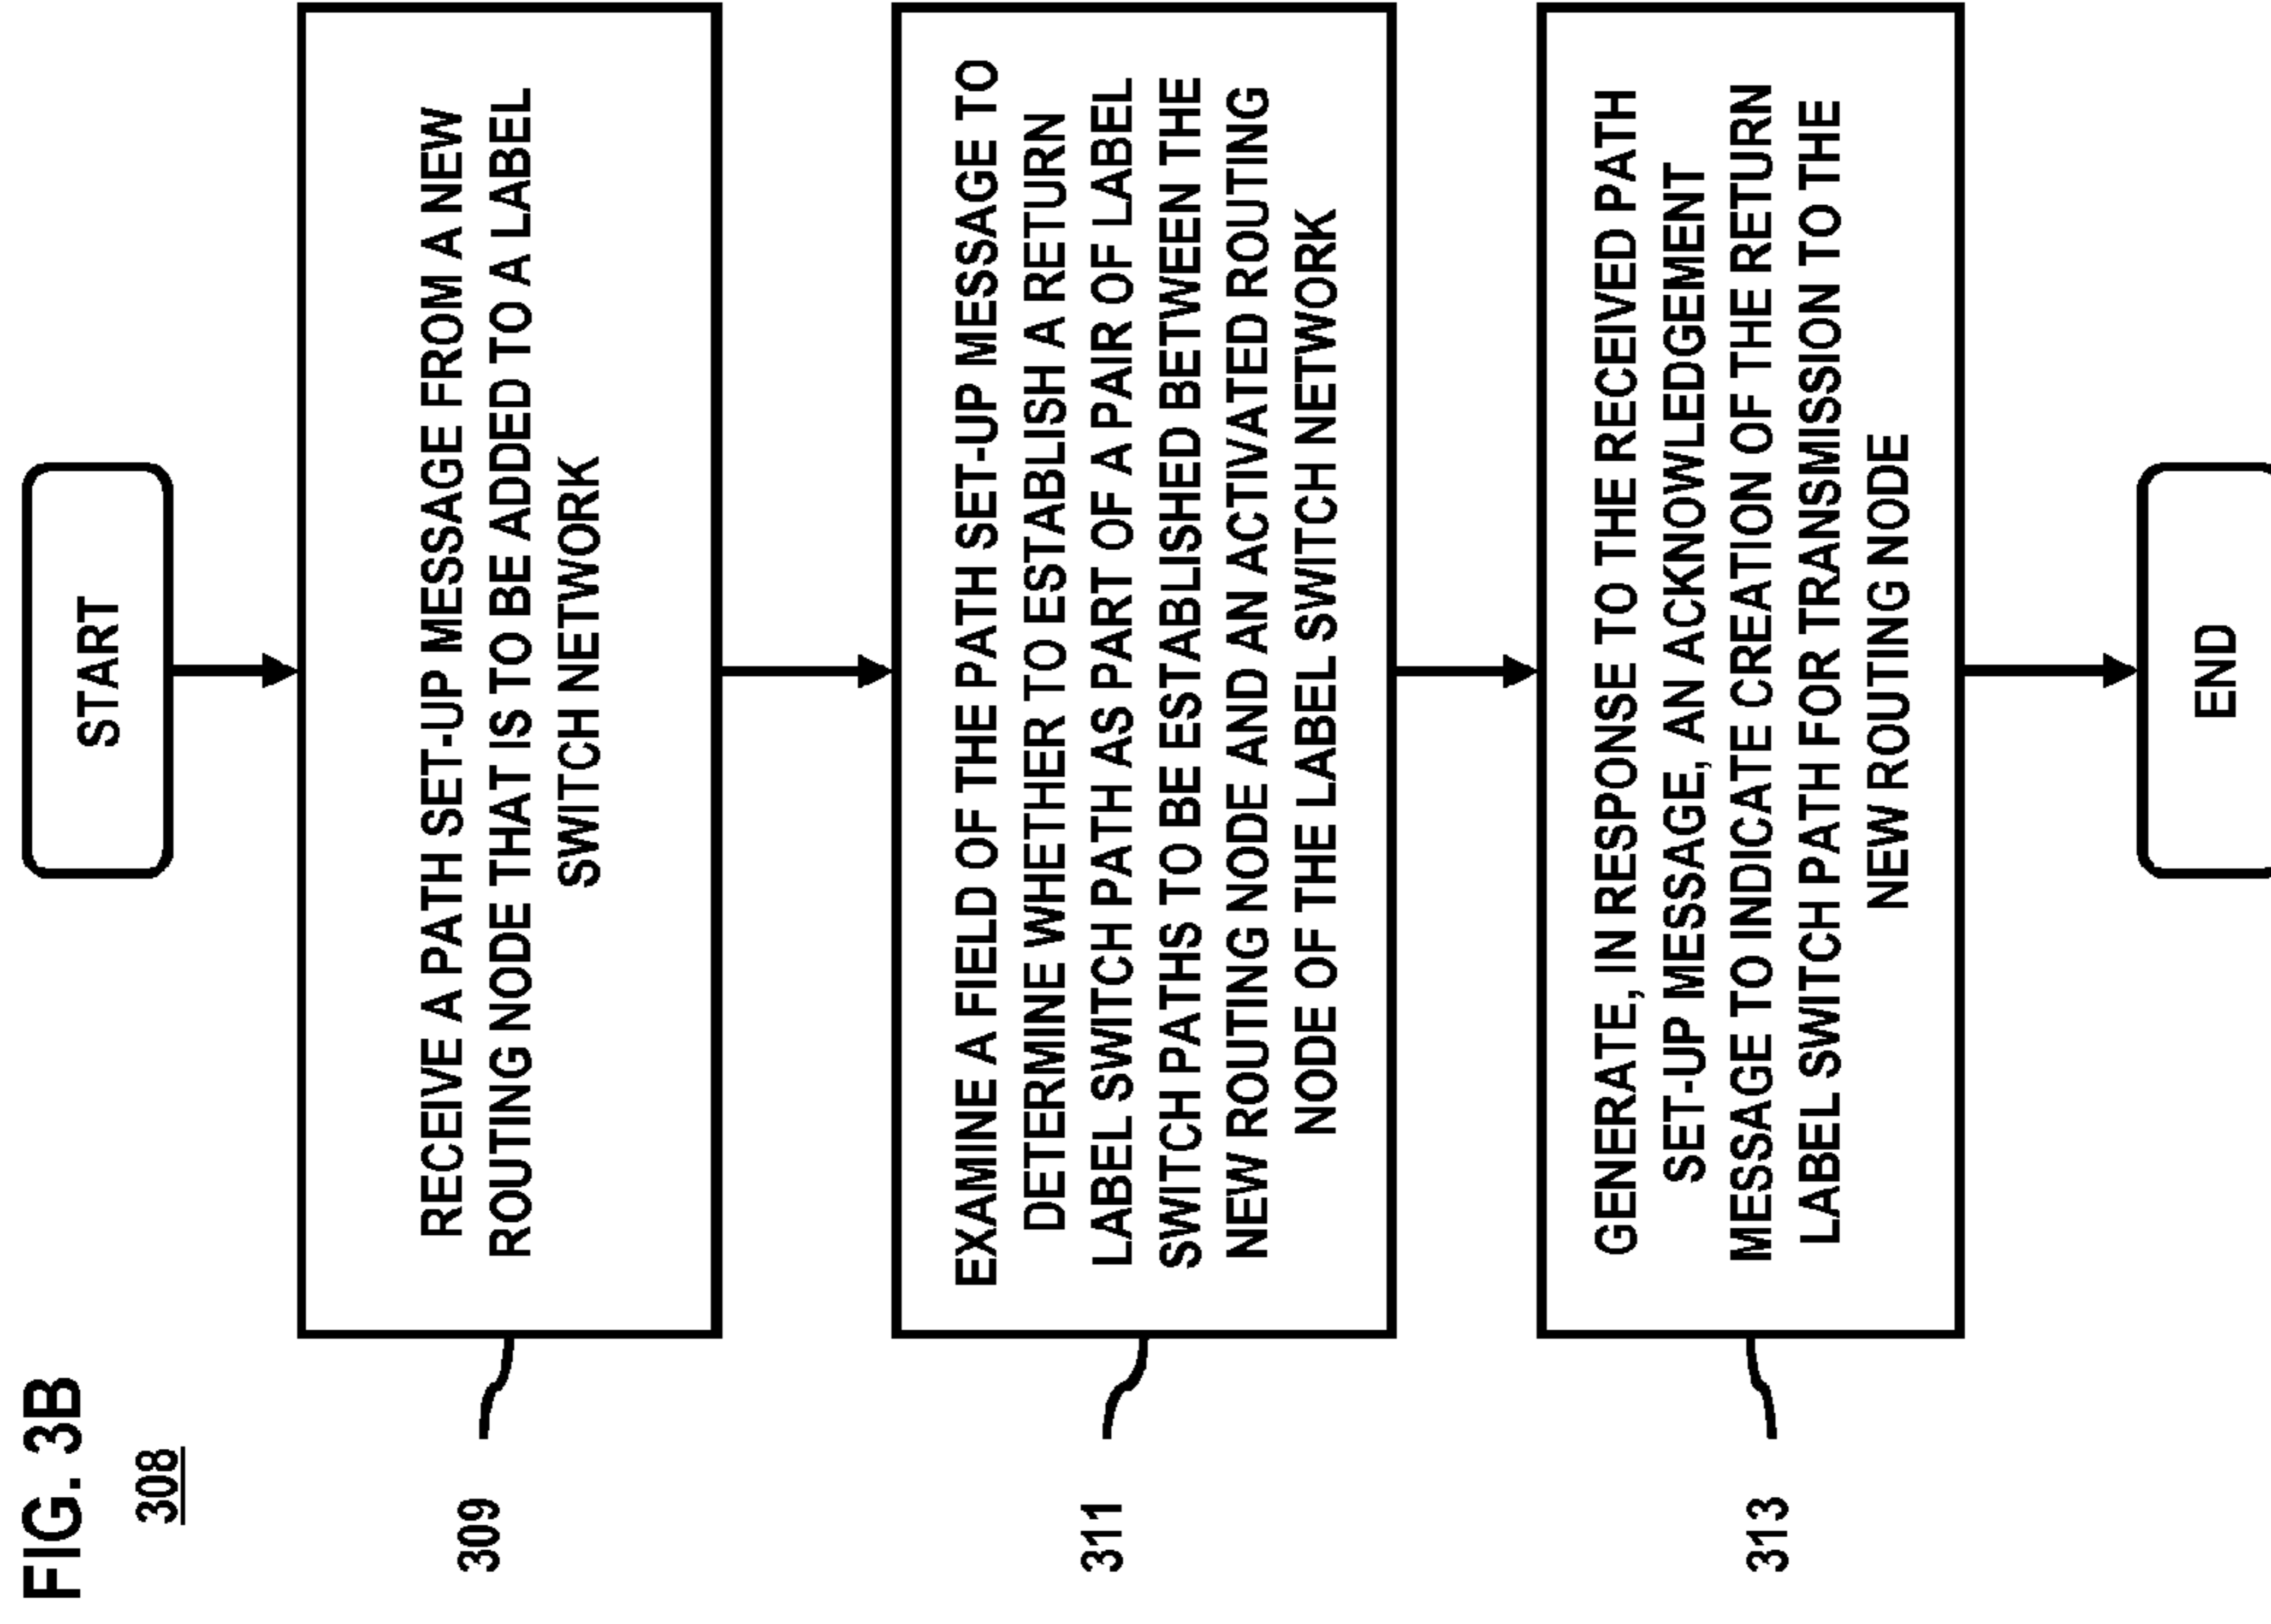 FIG. 3B
308
START
309
RECEIVE A PATH SET-UP MESSAGE FROM A NEW
ROUTING NODE THAT IS TO BE ADDED TO A LABEL
SWITCH NETWORK
311
EXAMINE A FIELD OF THE PATH SET-UP MESSAGE TO
DETERMINE WHETHER TO ESTABLISH A RETURN
LABEL SWITCH PATH AS PART OF A PAIR OF LABEL
SWITCH PATHS TO BE ESTABLISHED BETWEEN THE
NEW ROUTING NODE AND AN ACTIVATED ROUTING
NODE OF THE LABEL SWITCH NETWORK
313
GENERATE, IN RESPONSE TO THE RECEIVED PATH
SET-UP MESSAGE, AN ACKNOWLEDGEMENT
MESSAGE TO INDICATE CREATION OF THE RETURN
LABEL SWITCH PATH FOR TRANSMISSION TO THE
NEW ROUTING NODE
END